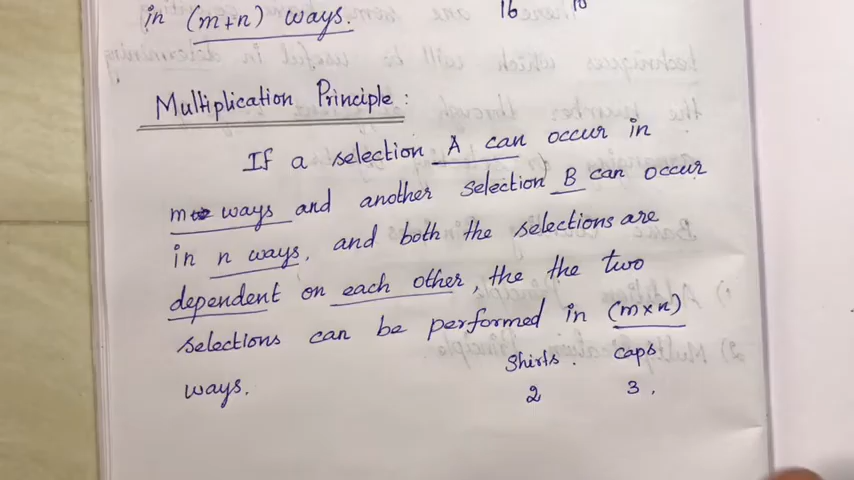 in (m+n) ways.
16 10
Multiplication Principle:
If a selection A can occur in
m ways and another selection B can occur
in n ways, and both the selections are
dependent on each other, the the two
selections can be performed in (m×n)
ways.
Shirts. Caps
2 3.